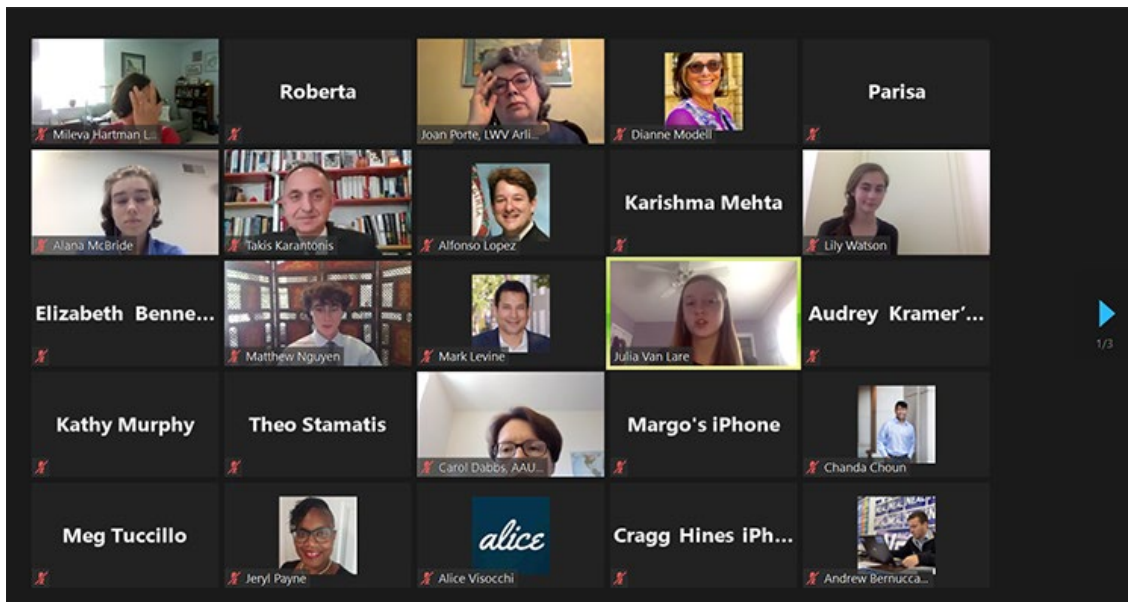 Mileva Hartman L...
Roberta
Joan Porte, LWV Arli...
Dianne Modell
Parisa
Alana McBride
Takis Karantonis
Alfonso Lopez
Karishma Mehta
Lily Watson
Elizabeth Benne...
Matthew Nguyen
Mark Levine
Julia Van Lare
Audrey Kramer'...
1/3
Kathy Murphy
Theo Stamatis
Carol Dabbs, AAU...
Margo's iPhone
Chanda Choun
Meg Tuccillo
Jeryl Payne
alice
Alice Visocchi
Cragg Hines iPh...
Andrew Bernucca...